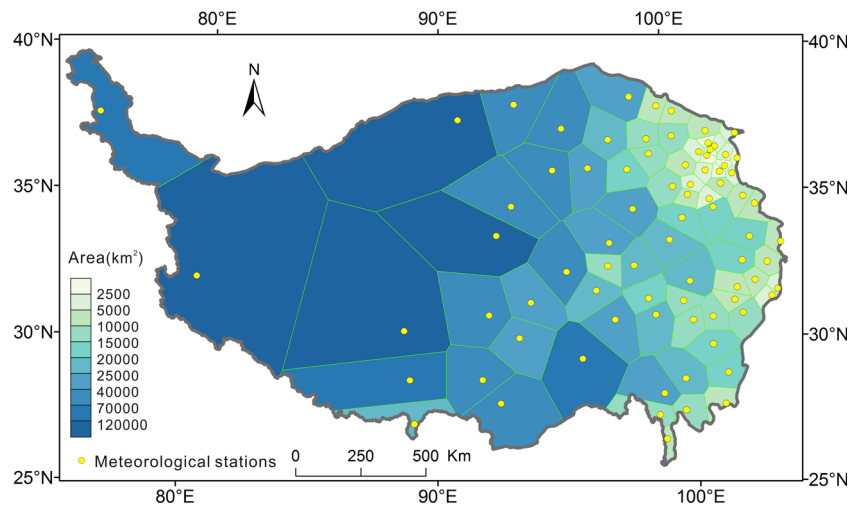 80°E 90°E 100°E
40°N 40°N
N
35°N 35°N
Area(km²)
2500
5000
10000
15000
20000
25000
40000
70000
120000
30°N 30°N
Meteorological stations
0 250 500 Km
25°N 25°N
80°E 90°E 100°E